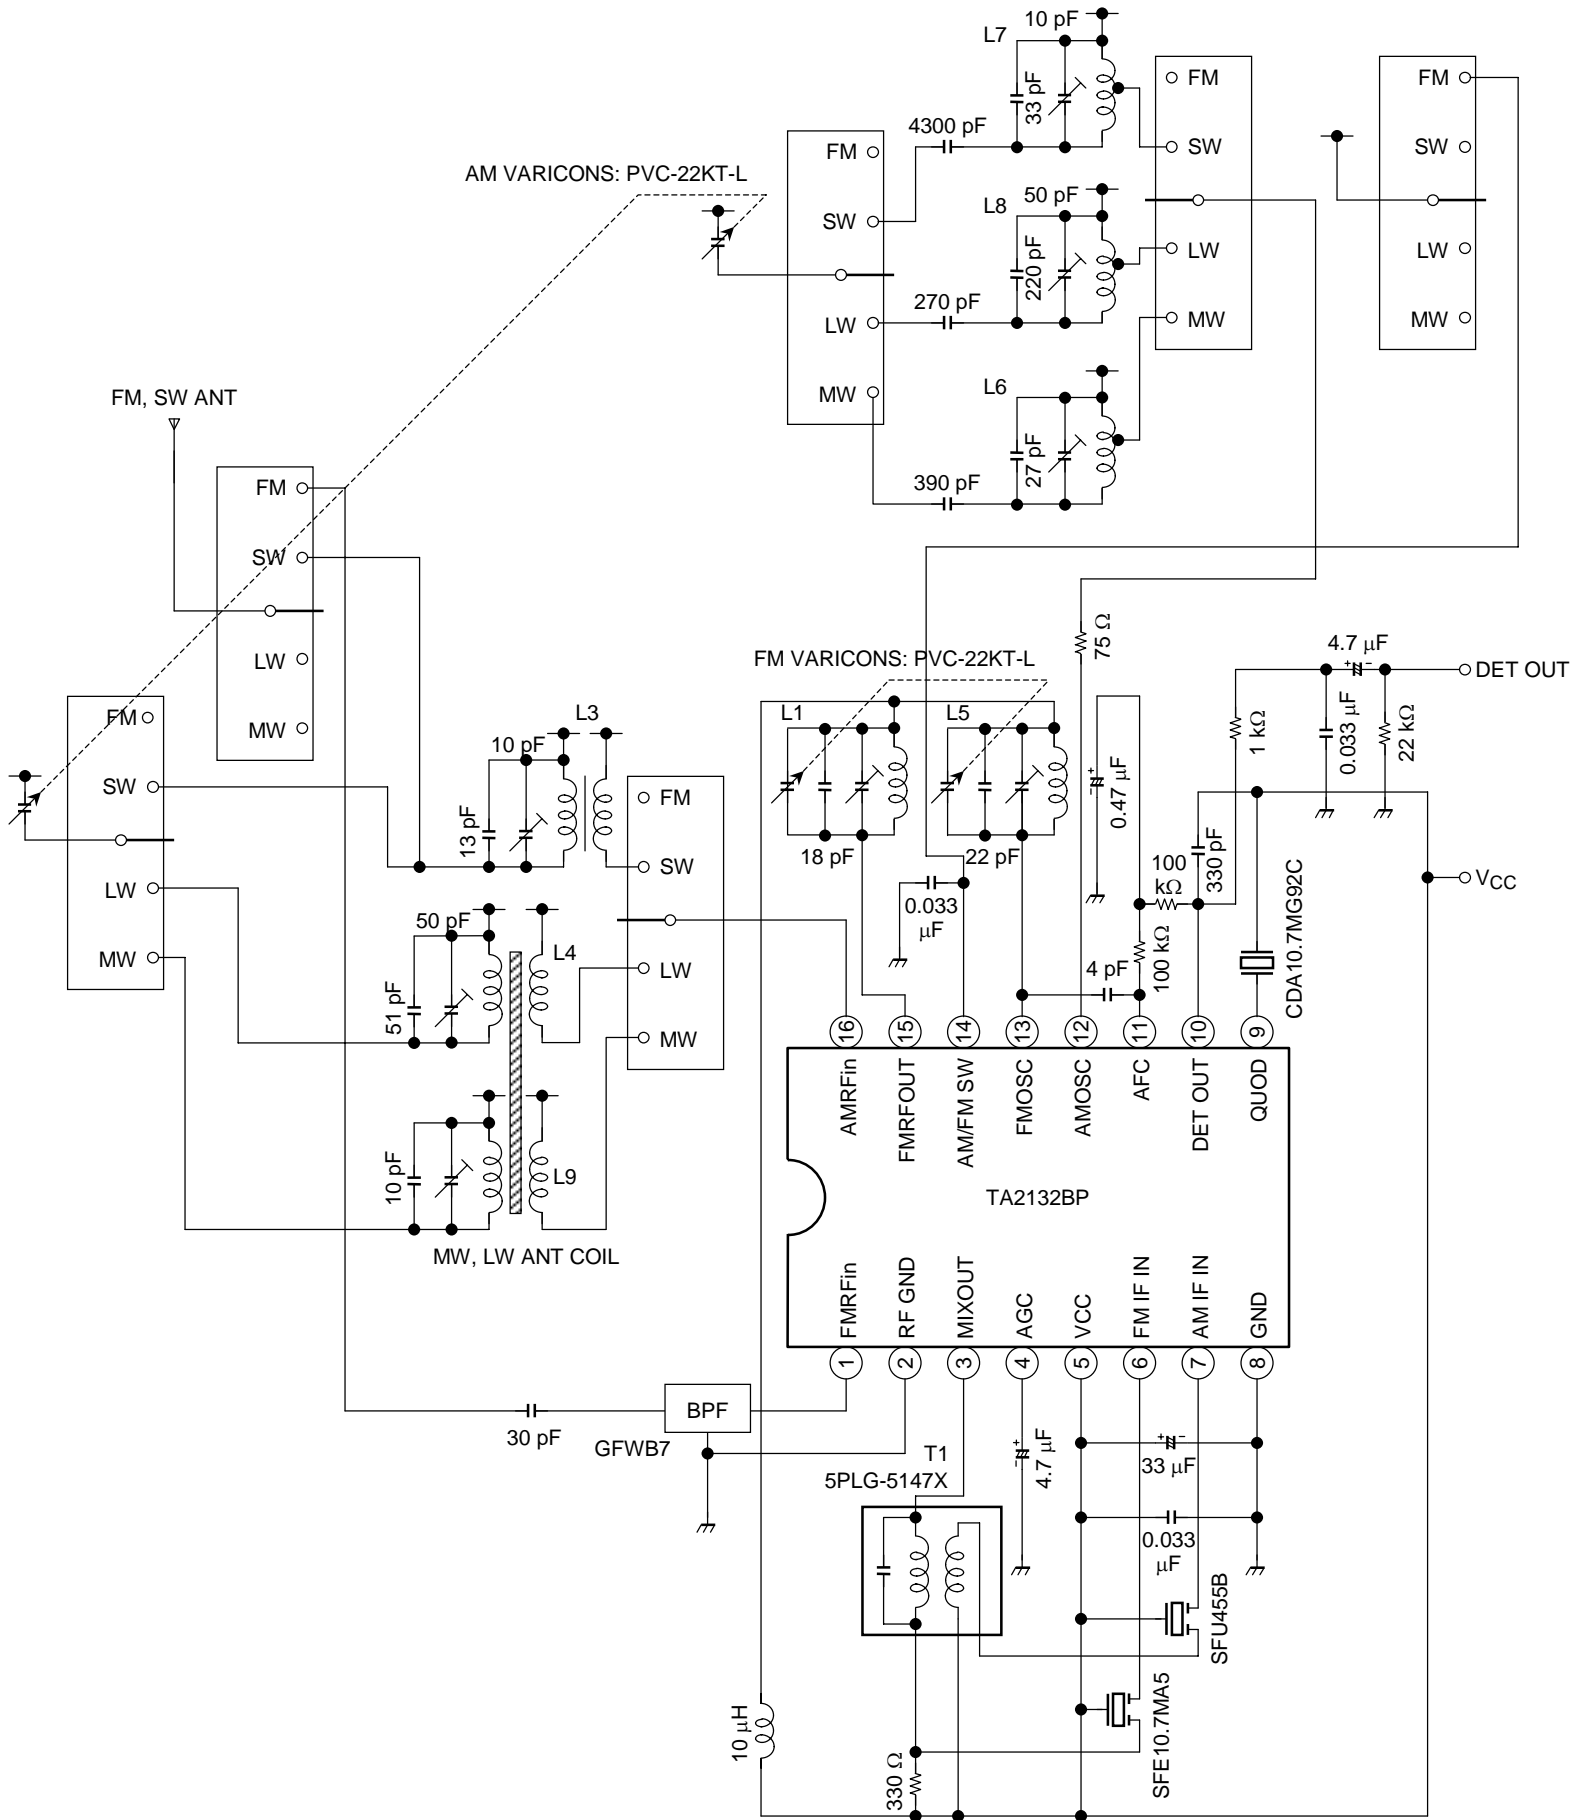 10 pF
L7
FM
FM
33 pF
4300 pF
FM
SW
SW
AM VARICONS: PVC-22KT-L
50 pF
L8
SW
220 pF
LW
LW
270 pF
LW
MW
MW
L6
MW
27 pF
390 pF
FM, SW ANT
FM
SW
LW
MW
75 Ω
4.7 μF
+ −
DET OUT
FM VARICONS: PVC-22KT-L
FM
L3
L1
L5
1 kΩ
0.033 μF
22 kΩ
10 pF
+
−
0.47 μF
SW
FM
13 pF
18 pF
22 pF
330 pF
SW
100
kΩ
VCC
LW
0.033
μF
50 pF
L4
100 kΩ
CDA10.7MG92C
MW
LW
4 pF
51 pF
MW
16
15
14
13
12
11
10
9
AMRFin
FMRFOUT
AM/FM SW
FMOSC
AMOSC
AFC
DET OUT
QUOD
10 pF
L9
TA2132BP
MW, LW ANT COIL
FMRFin
RF GND
MIXOUT
AGC
VCC
FM IF IN
AM IF IN
GND
1
2
3
4
5
6
7
8
BPF
30 pF
GFWB7
T1
5PLG-5147X
+
−
4.7 μF
+ −
33 μF
0.033
μF
SFU455B
SFE10.7MA5
10 μH
330 Ω